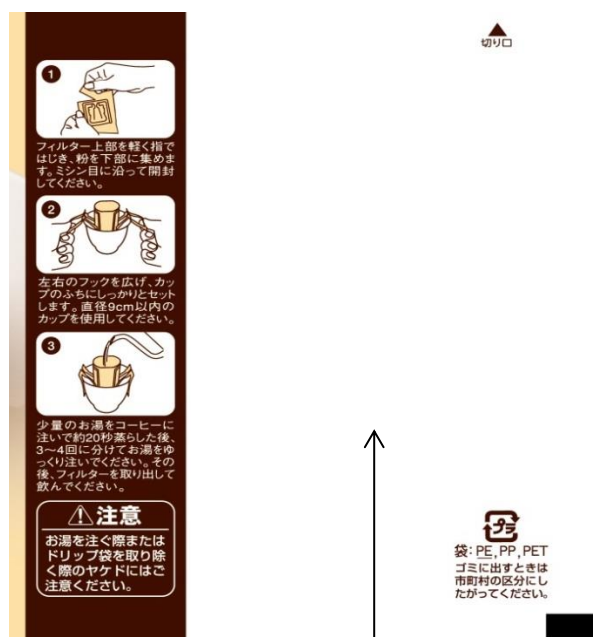 1
フィルター上部を軽く指で
はじき、粉を下部に集めま
す。ミシン目に沿って開封
してください。
2
左右のフックを広げ、カッ
プのふちにしっかりとセット
します。直径9cm以内の
カップを使用してください。
3
少量のお湯をコーヒーに
注いで約20秒蒸らした後、
3～4回に分けてお湯をゆ
っくり注いでください。その
後、フィルターを取り出して
飲んでください。
注意
お湯を注ぐ際または
ドリップ袋を取り除
く際のヤケドにはご
注意ください。
切り口
プラ
袋:PE,PP,PET
ゴミに出すときは
市町村の区分にし
たがってください。